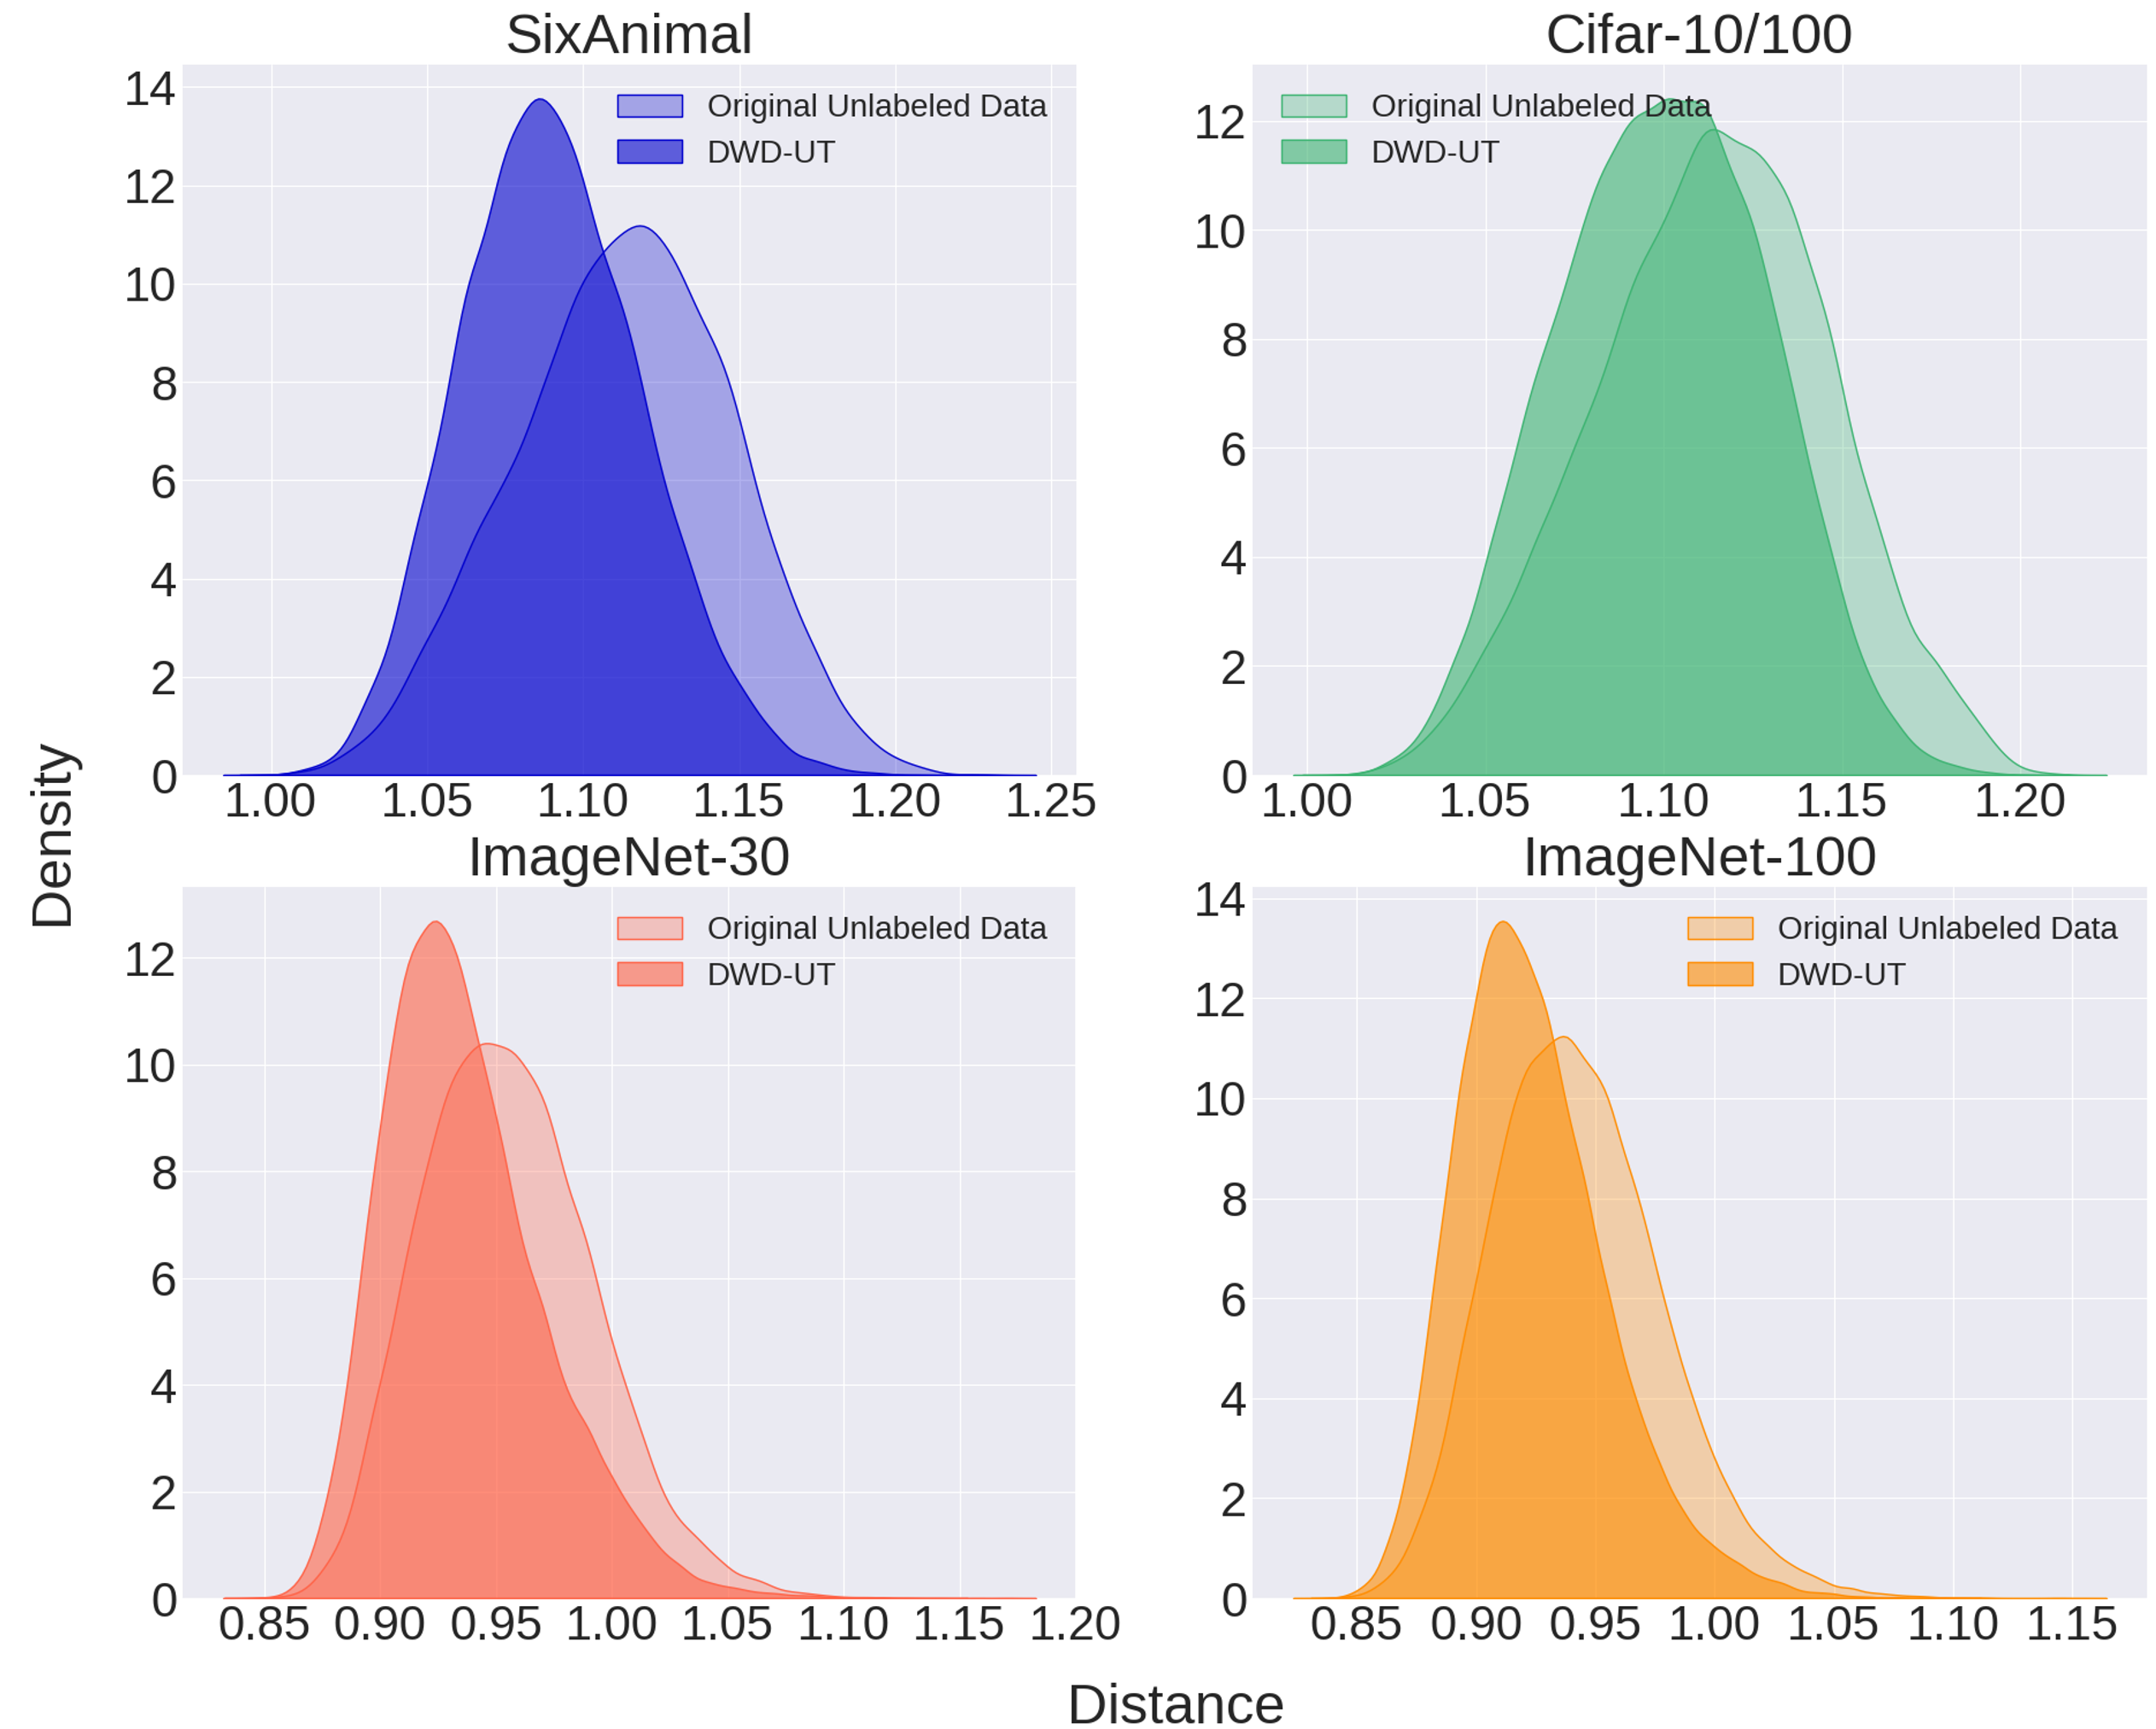 SixAnimal
14
12
10
8
6
4
2
0
1.00 1.05 1.10 1.15 1.20 1.25
Original Unlabeled Data
DWD-UT
Cifar-10/100
12
10
8
6
4
2
0
1.00 1.05 1.10 1.15 1.20
Original Unlabeled Data
DWD-UT
Density
ImageNet-30
12
10
8
6
4
2
0
0.85 0.90 0.95 1.00 1.05 1.10 1.15 1.20
Original Unlabeled Data
DWD-UT
ImageNet-100
14
12
10
8
6
4
2
0
0.85 0.90 0.95 1.00 1.05 1.10 1.15
Original Unlabeled Data
DWD-UT
Distance